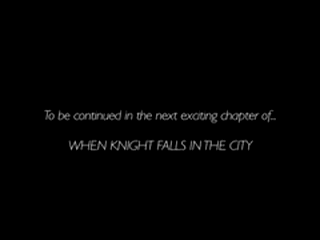 To be continued in the next exciting chapter of...
WHEN KNIGHT FALLS IN THE CITY